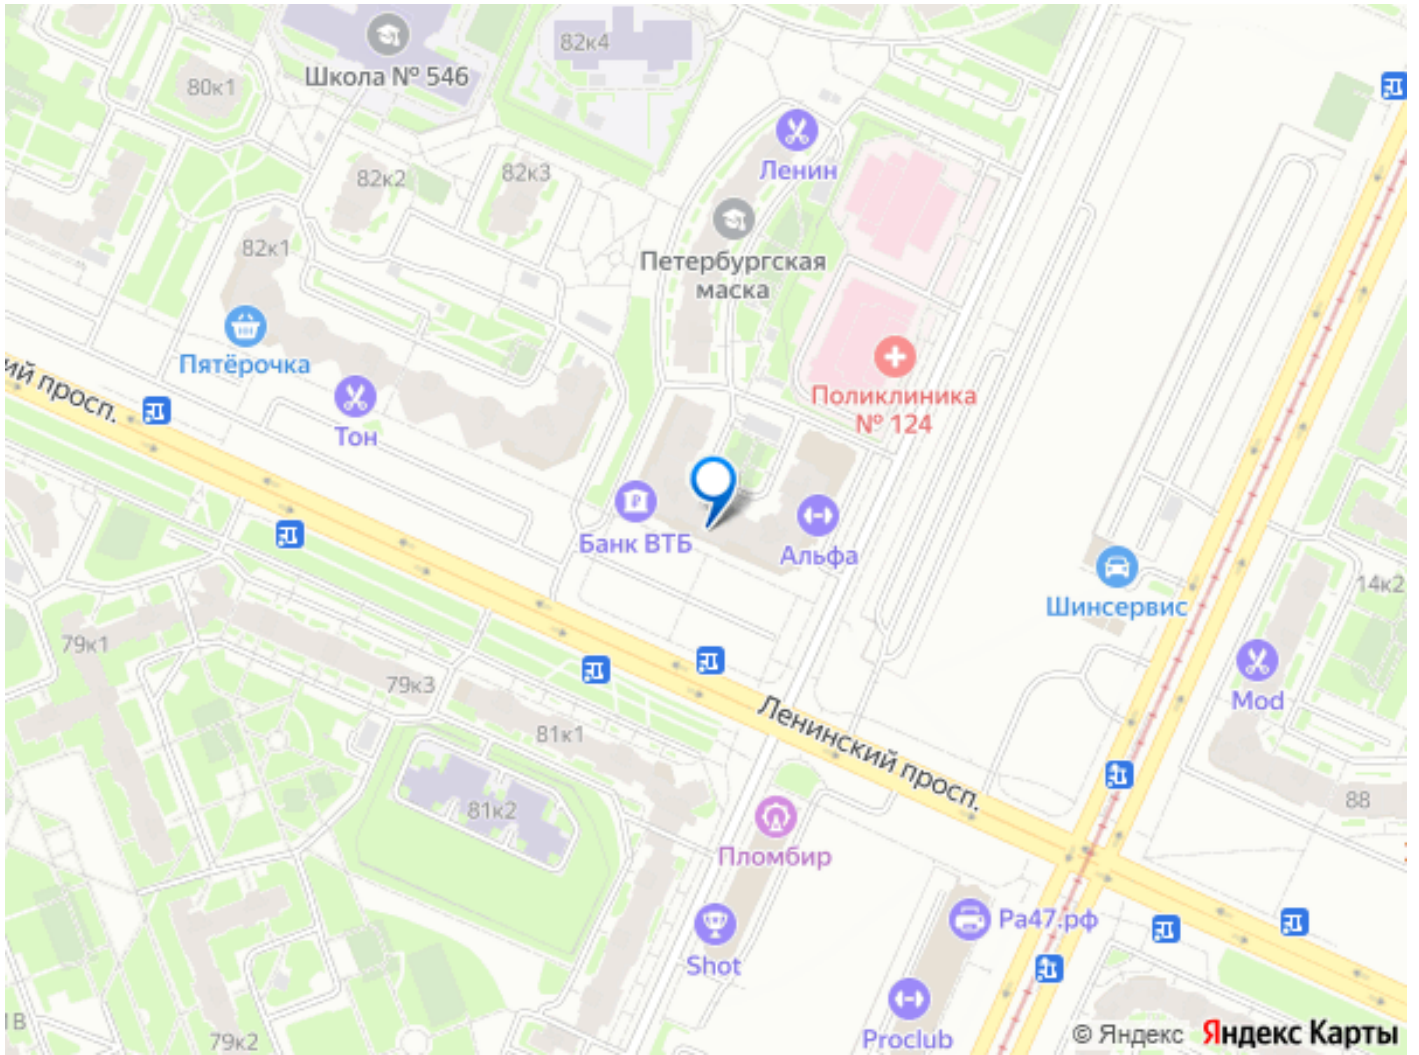 82к4
Школа № 546
80к1
Ленин
82к2
82к3
Петербургская
маска
82к1
Пятёрочка
Поликлиника
№ 124
ий просп.
Тон
Банк ВТБ
Альфа
Шинсервис
14к2
79к1
79к3
Mod
81к1
Ленинский просп.
88
81к2
Пломбир
Ра47.рф
Shot
1В
79к2
Proclub
© Яндекс Яндекс Карты